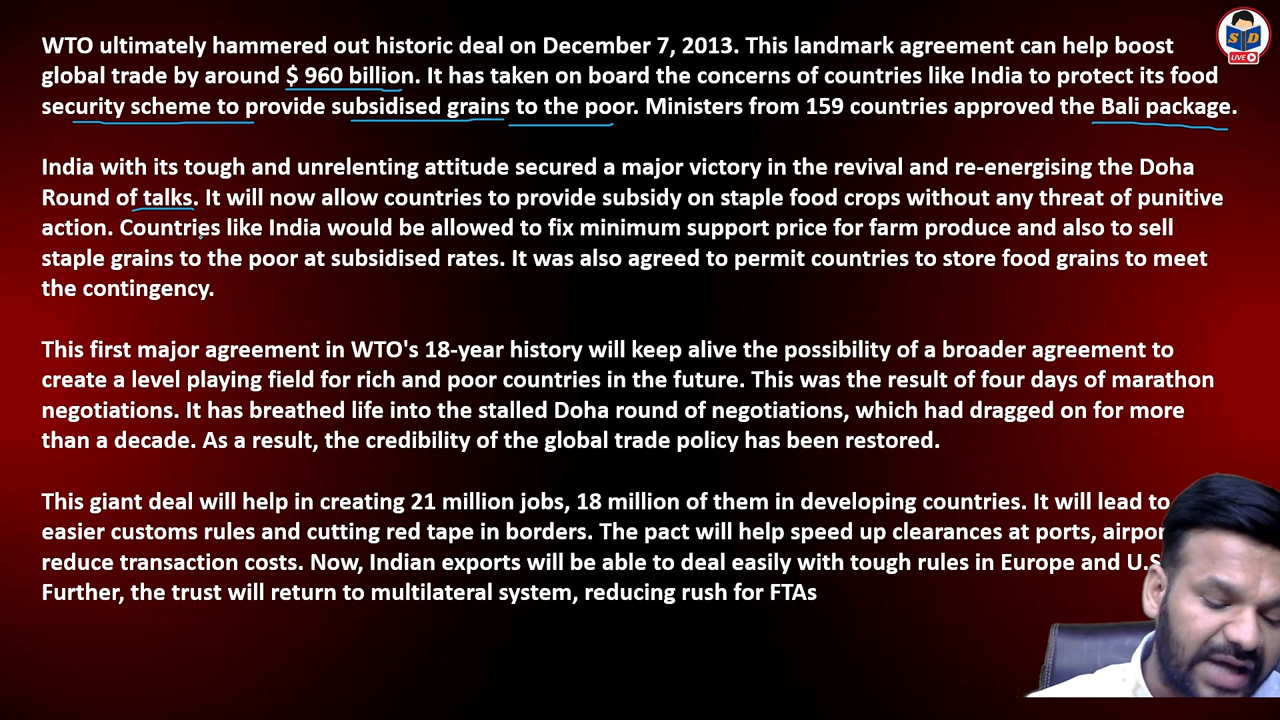 WTO ultimately hammered out historic deal on December 7, 2013. This landmark agreement can help boost
global trade by around $ 960 billion. It has taken on board the concerns of countries like India to protect its food
security scheme to provide subsidised grains to the poor. Ministers from 159 countries approved the Bali package.
India with its tough and unrelenting attitude secured a major victory in the revival and re-energising the Doha
Round of talks. It will now allow countries to provide subsidy on staple food crops without any threat of punitive
action. Countries like India would be allowed to fix minimum support price for farm produce and also to sell
staple grains to the poor at subsidised rates. It was also agreed to permit countries to store food grains to meet
the contingency.
This first major agreement in WTO's 18-year history will keep alive the possibility of a broader agreement to
create a level playing field for rich and poor countries in the future. This was the result of four days of marathon
negotiations. It has breathed life into the stalled Doha round of negotiations, which had dragged on for more
than a decade. As a result, the credibility of the global trade policy has been restored.
This giant deal will help in creating 21 million jobs, 18 million of them in developing countries. It will lead to
easier customs rules and cutting red tape in borders. The pact will help speed up clearances at ports,
reduce transaction costs. Now, Indian exports will be able to deal easily with tough rules in Europe and
Further, the trust will return to multilateral system, reducing rush for FTAs
S D
LIVE